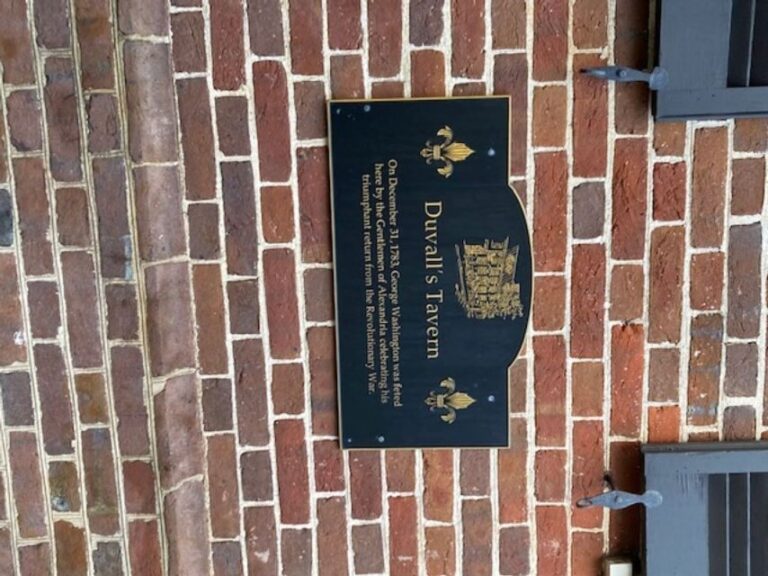 Duvall's Tavern
On December 31, 1783, George Washington was feted
here by the Gentlemen of Alexandria celebrating his
triumphant return from the Revolutionary War.